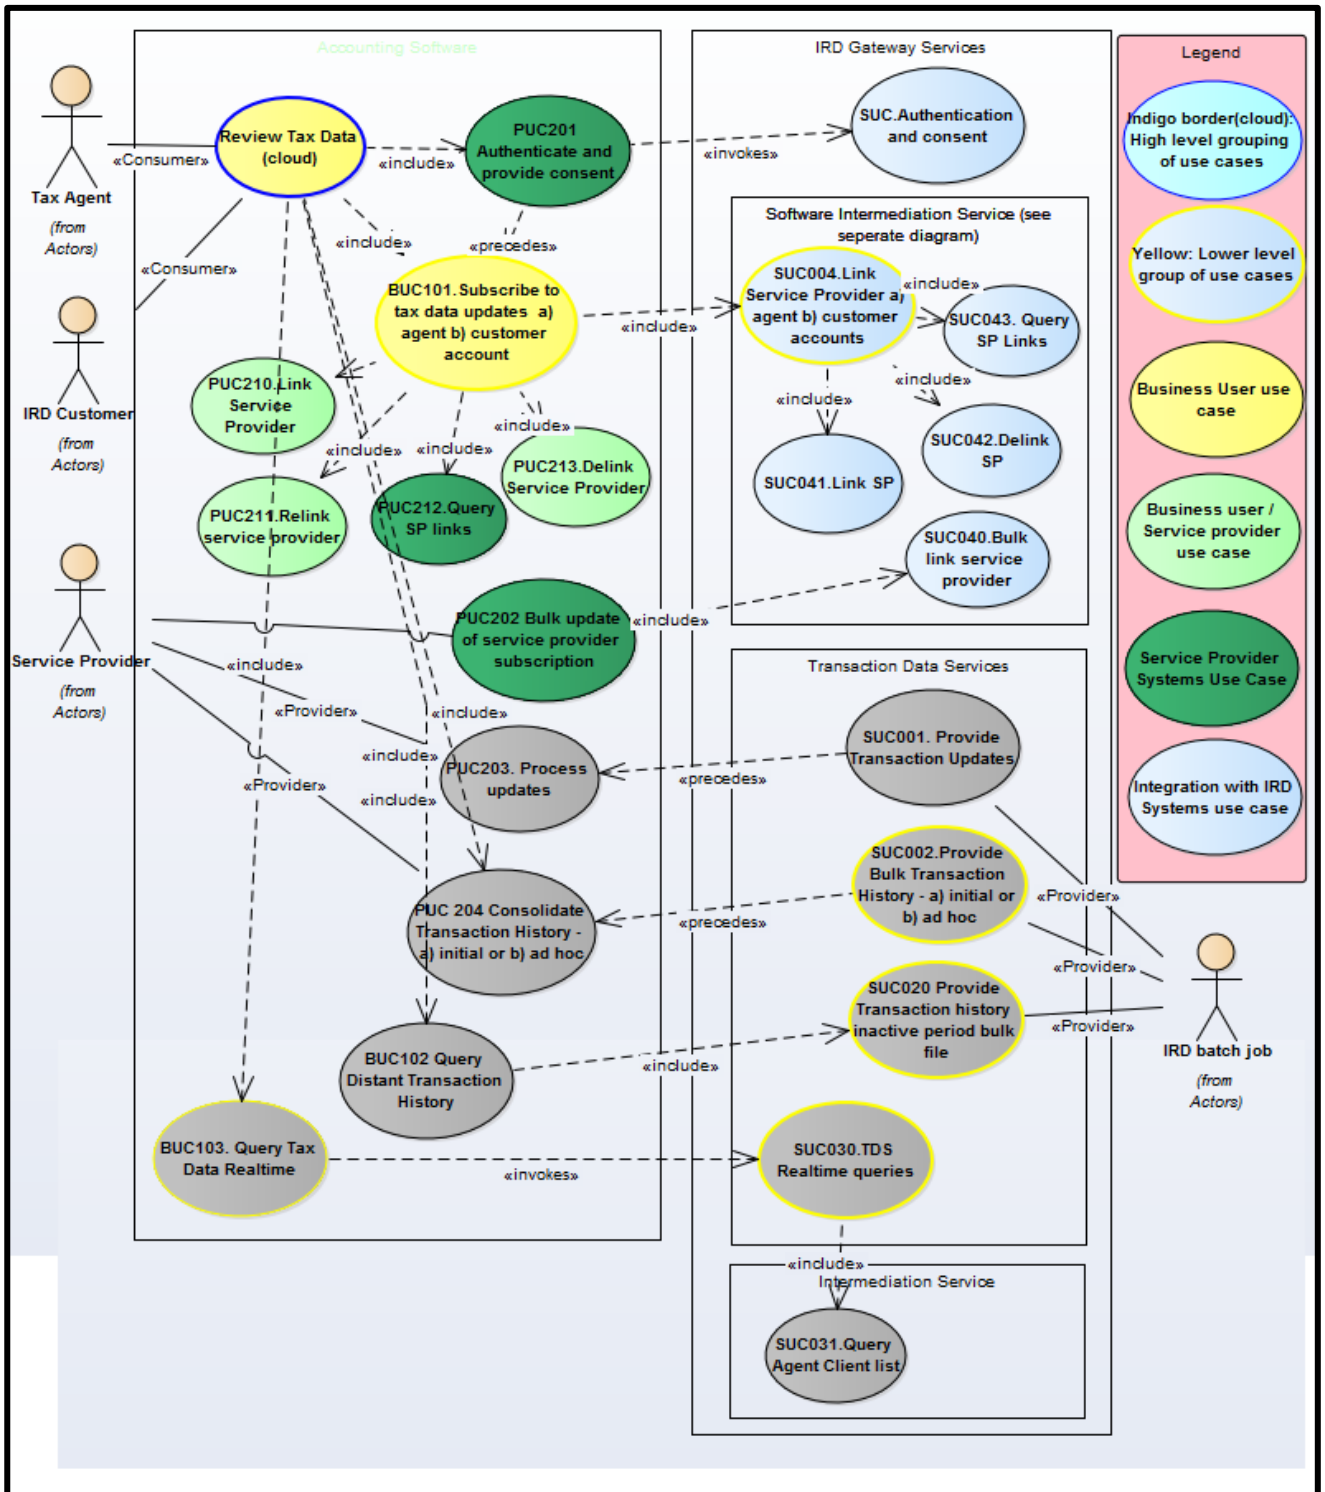 Accounting Software
IRD Gateway Services
Legend
Tax Agent
(from
Actors)
«Consumer»
Review Tax Data
(cloud)
«include»
PUC201
Authenticate and
provide consent
«invokes»
SUC.Authentication
and consent
Indigo border(cloud):
High level grouping
of use cases
«Consumer»
«include»
«precedes»
Software Intermediation Service (see
seperate diagram)
Yellow: Lower level
group of use cases
IRD Customer
(from
Actors)
BUC101.Subscribe to
tax data updates a)
agent b) customer
account
«include»
SUC004.Link
Service Provider a)
agent b) customer
accounts
«include»
SUC043. Query
SP Links
«include»
«include»
SUC042.Delink
SP
SUC041.Link SP
Business User use
case
PUC210.Link
Service
Provider
«include»
«include»
«include»
PUC213.Delink
Service Provider
PUC211.Relink
service provider
PUC212.Query
SP links
SUC040.Bulk
link service
provider
Business user /
Service provider
use case
Service Provider
(from
Actors)
PUC202 Bulk update
of service provider
subscription
«include»
Service Provider
Systems Use Case
«include»
«Provider»
«include»
«include»
Transaction Data Services
PUC203. Process
updates
«precedes»
SUC001. Provide
Transaction Updates
Integration with IRD
Systems use case
«Provider»
«include»
PUC 204 Consolidate
Transaction History -
a) initial or b) ad hoc
«precedes»
SUC002.Provide
Bulk Transaction
History - a) initial or
b) ad hoc
«Provider»
«Provider»
«Provider»
IRD batch job
(from
Actors)
BUC102 Query
Distant Transaction
History
«include»
SUC020 Provide
Transaction history
inactive period bulk
file
BUC103. Query Tax
Data Realtime
«invokes»
SUC030.TDS
Realtime queries
«include»
Intermediation Service
SUC031.Query
Agent Client list